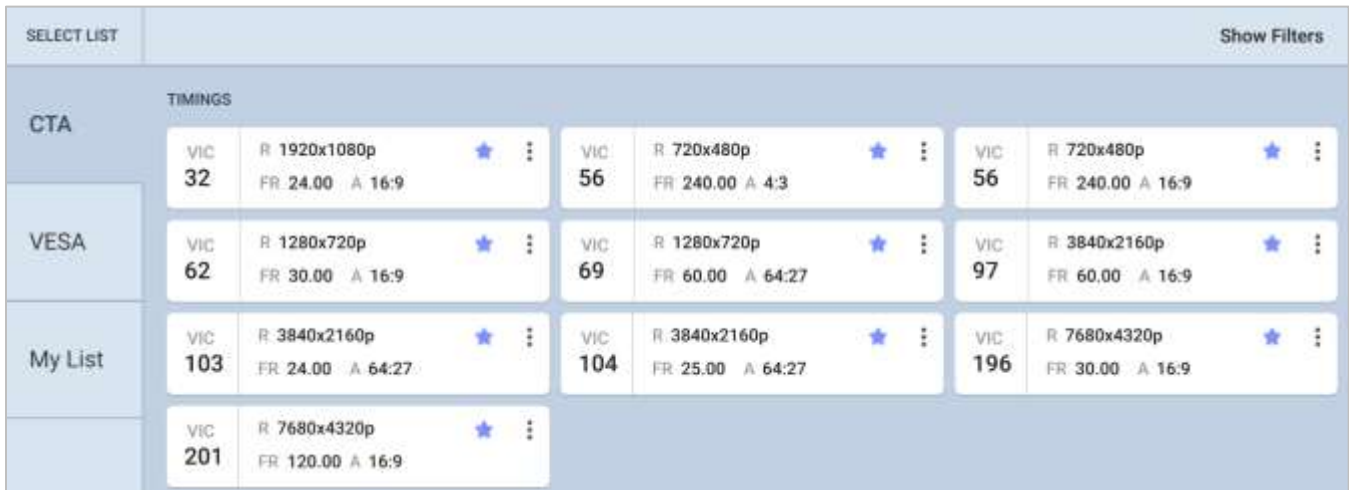 SELECT LIST
Show Filters
CTA
VESA
My List
TIMINGS
VIC 32
R 1920x1080p
FR 24.00 A 16:9
VIC 56
R 720x480p
FR 240.00 A 4:3
VIC 56
R 720x480p
FR 240.00 A 16:9
VIC 62
R 1280x720p
FR 30.00 A 16:9
VIC 69
R 1280x720p
FR 60.00 A 64:27
VIC 97
R 3840x2160p
FR 60.00 A 16:9
VIC 103
R 3840x2160p
FR 24.00 A 64:27
VIC 104
R 3840x2160p
FR 25.00 A 64:27
VIC 196
R 7680x4320p
FR 30.00 A 16:9
VIC 201
R 7680x4320p
FR 120.00 A 16:9